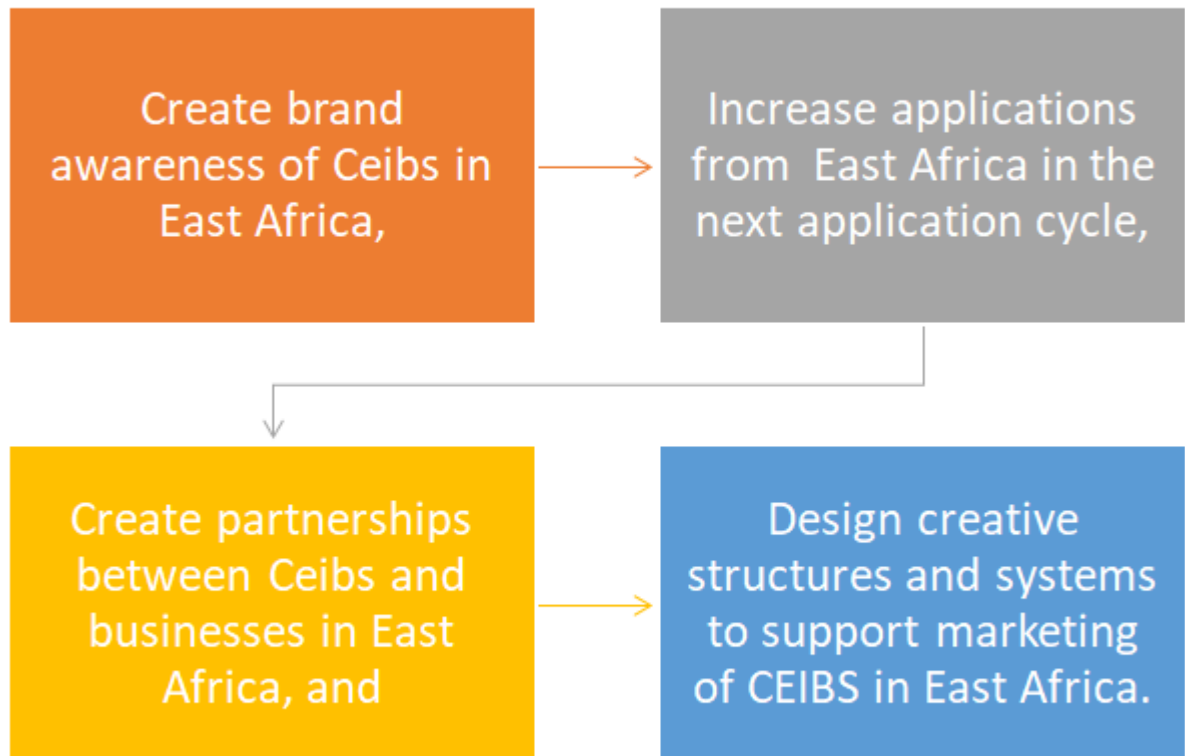 Create brand
awareness of Ceibs in
East Africa,
Increase applications
from  East Africa in the
next application cycle,
Create partnerships
between Ceibs and
businesses in East
Africa, and
Design creative
structures and systems
to support marketing
of CEIBS in East Africa.